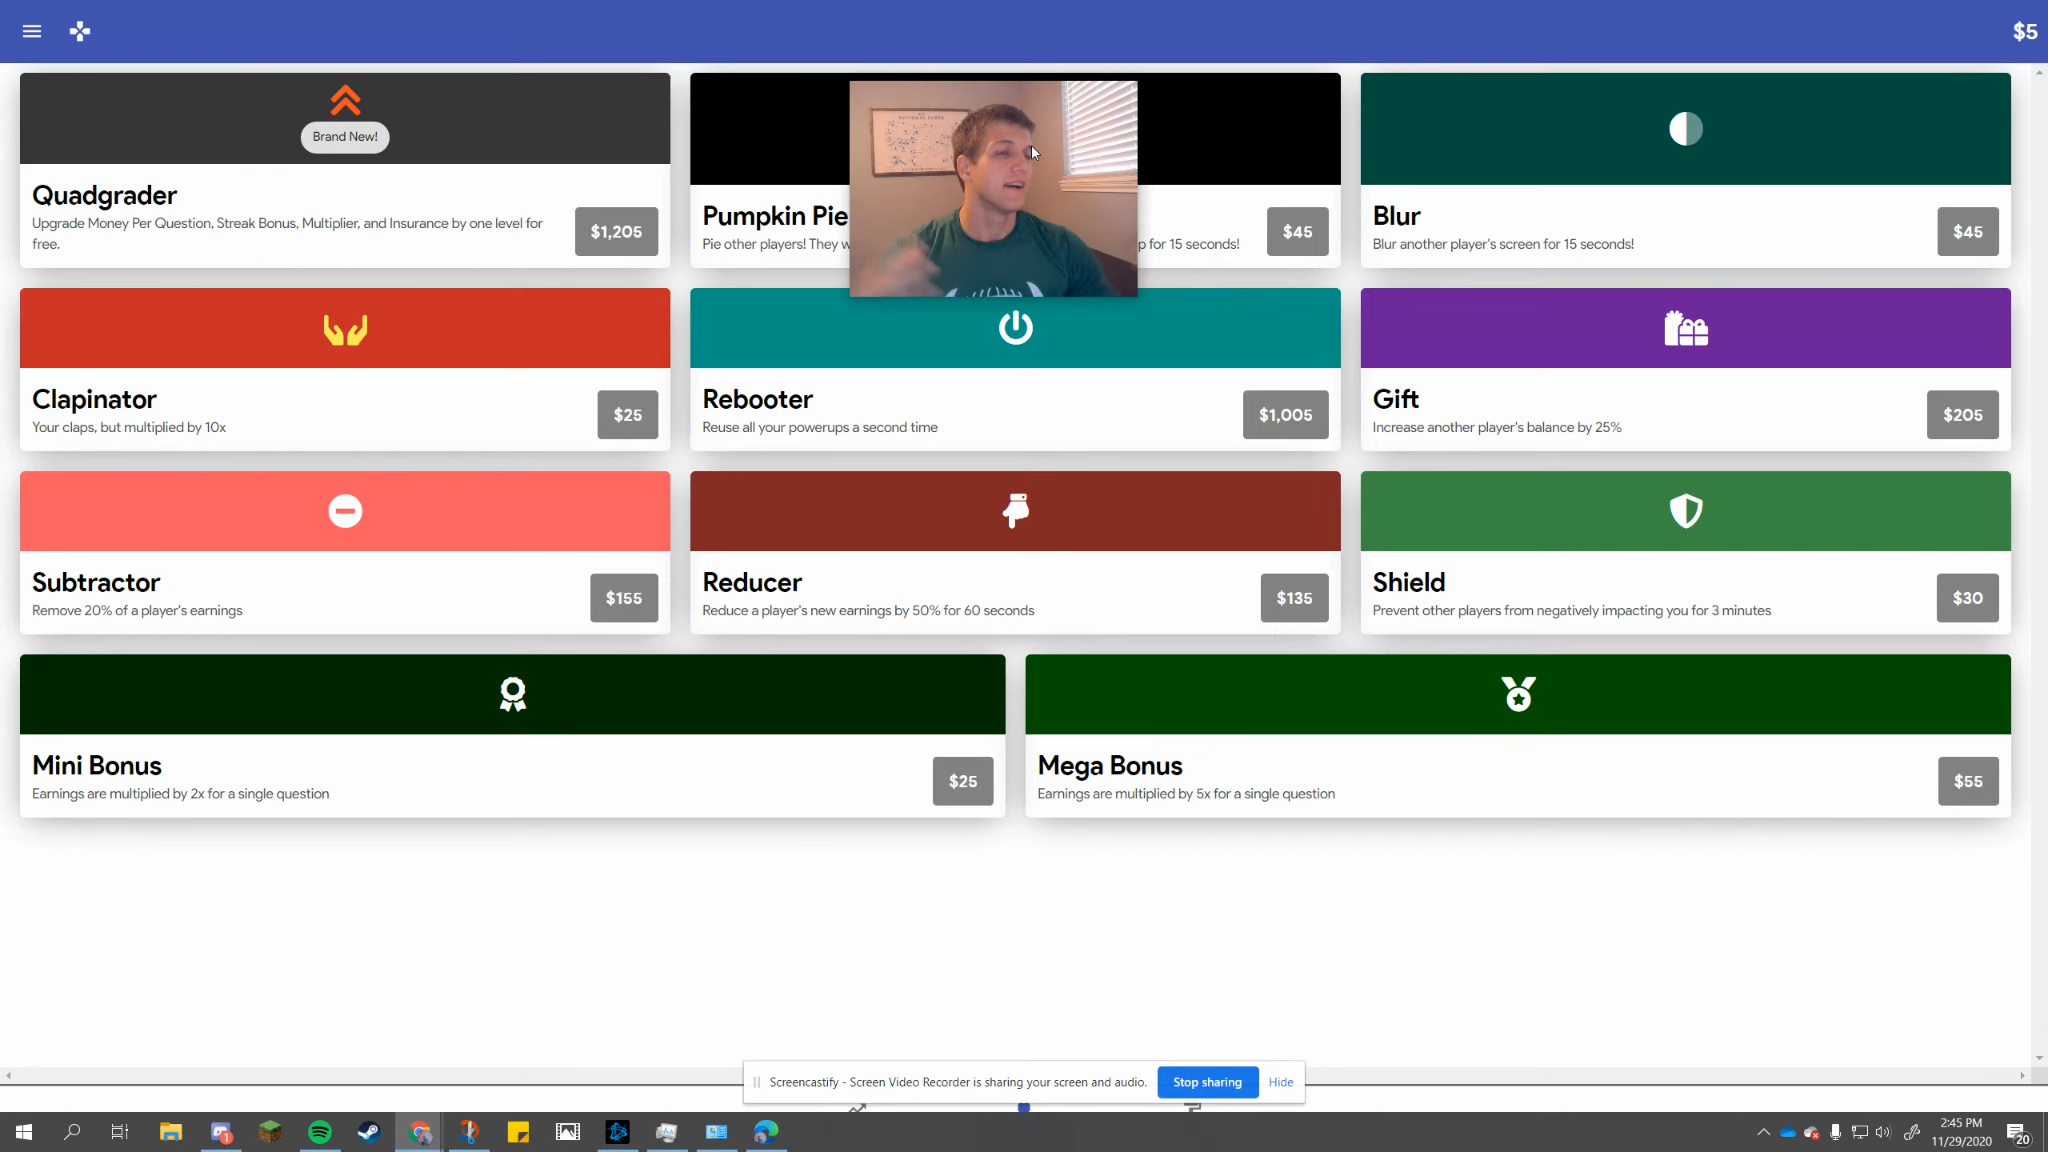 $5
Brand New!
Quadgrader
Upgrade Money Per Question, Streak Bonus, Multiplier, and Insurance by one level for
free.
$1,205
NATIONAL PARKS
Pumpkin Pie
Pie other players! They
p for 15 seconds!
$45
Blur
Blur another player's screen for 15 seconds!
$45
Clapinator
Your claps, but multiplied by 10x
$25
Rebooter
Reuse all your powerups a second time
$1,005
Gift
Increase another player's balance by 25%
$205
Subtractor
Remove 20% of a player's earnings
$155
Reducer
Reduce a player's new earnings by 50% for 60 seconds
$135
Shield
Prevent other players from negatively impacting you for 3 minutes
$30
Mini Bonus
Earnings are multiplied by 2x for a single question
$25
Mega Bonus
Earnings are multiplied by 5x for a single question
$55
Screencastify - Screen Video Recorder is sharing your screen and audio.
Stop sharing
Hide
1
2:45 PM
11/29/2020
20